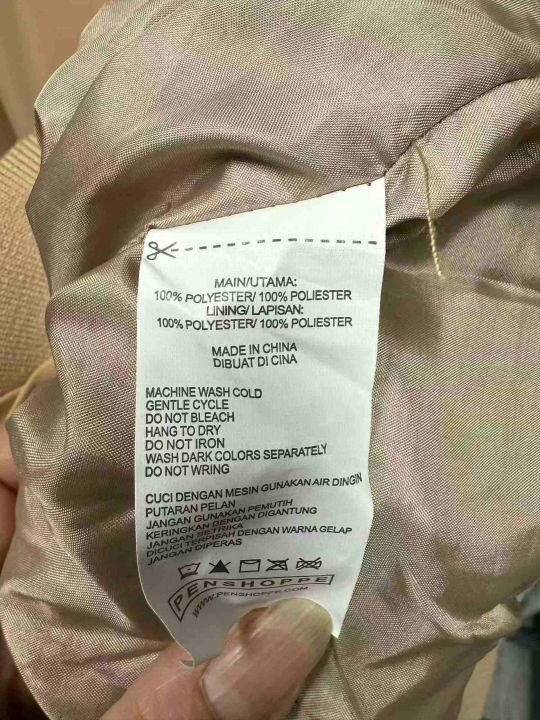 MAIN/UTAMA:
100% POLYESTER/ 100% POLIESTER
LINING/ LAPISAN:
100% POLYESTER/ 100% POLIESTER
MADE IN CHINA
DIBUAT DI CINA
MACHINE WASH COLD
GENTLE CYCLE
DO NOT BLEACH
HANG TO DRY
DO NOT IRON
WASH DARK COLORS SEPARATELY
DO NOT WRING
CUCI DENGAN MESIN GUNAKAN AIR DINGIN
PUTARAN PELAN
JANGAN GUNAKAN PEMUTIH
KERINGKAN DENGAN DIGANTUNG
JANGAN SETRIKA
DICUCI TERPISAH DENGAN WARNA GELAP
JANGAN DIPERAS
PENSHOPPE
WWW.PENSHOPPE.COM